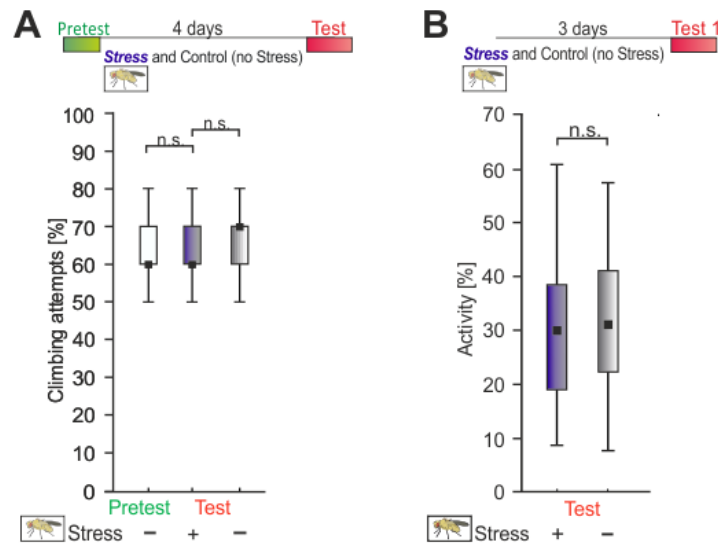 A
Pretest 4 days Test
Stress and Control (no Stress)
n.s.
n.s.
Climbing attempts [%]
100
90
80
70
60
50
40
30
20
10
0
Pretest Test
Stress − + −
B
3 days Test 1
Stress and Control (no Stress)
n.s.
Activity [%]
70
60
50
40
30
20
10
0
Test
Stress + −